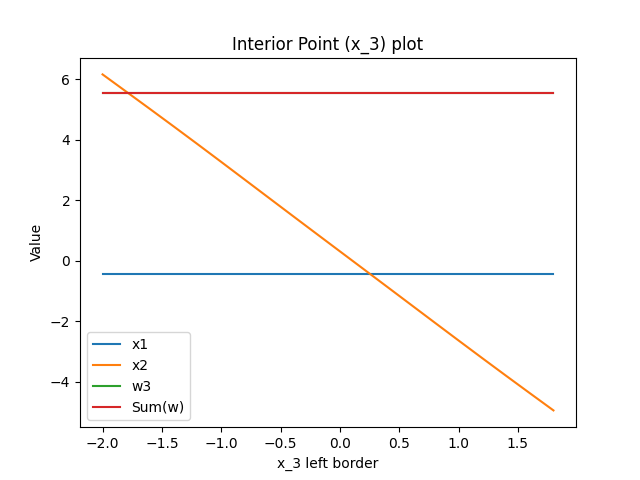 Interior Point (x_3) plot
Value
6
4
2
0
−2
−4
x1
x2
w3
Sum(w)
−2.0 −1.5 −1.0 −0.5 0.0 0.5 1.0 1.5
x_3 left border